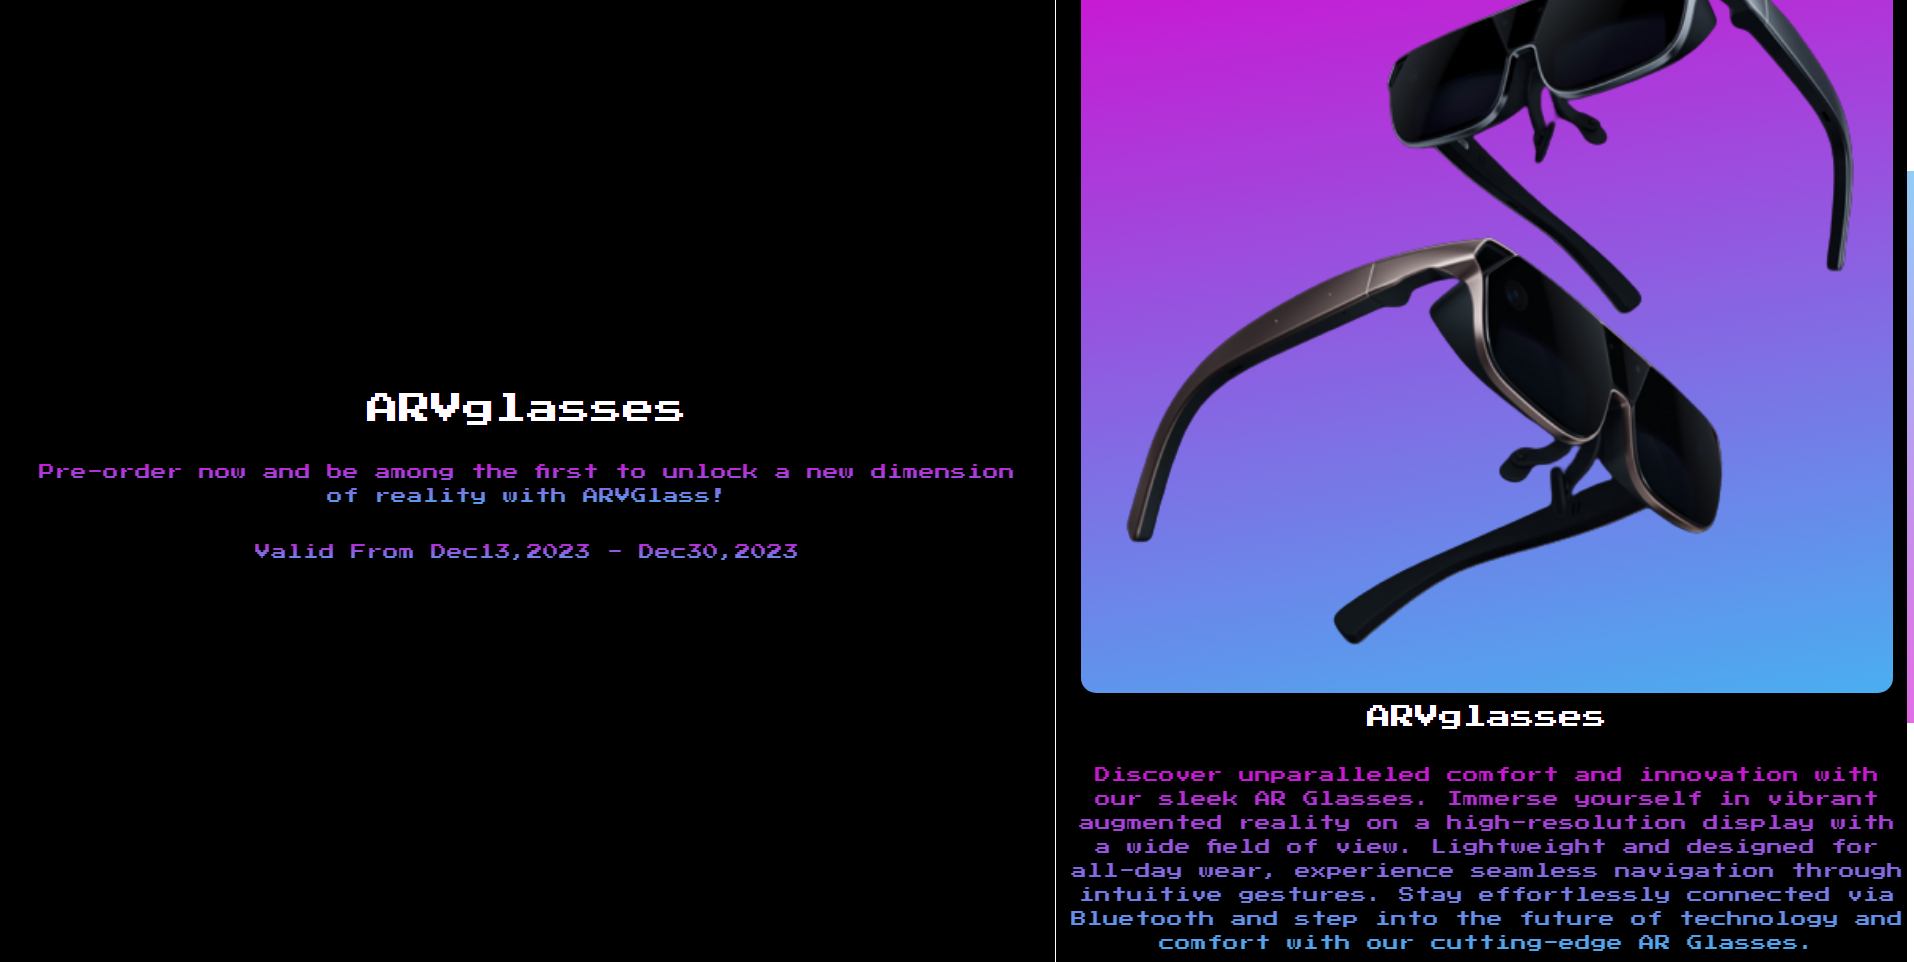 ARVglasses
Pre-order now and be among the first to unlock a new dimension
of reality with ARVGlass!
Valid From Dec13,2023 - Dec30,2023
ARVglasses
Discover unparalleled comfort and innovation with
our sleek AR Glasses. Immerse yourself in vibrant
augmented reality on a high-resolution display with
a wide field of view. Lightweight and designed for
all-day wear, experience seamless navigation through
intuitive gestures. Stay effortlessly connected via
Bluetooth and step into the future of technology and
comfort with our cutting-edge AR Glasses.